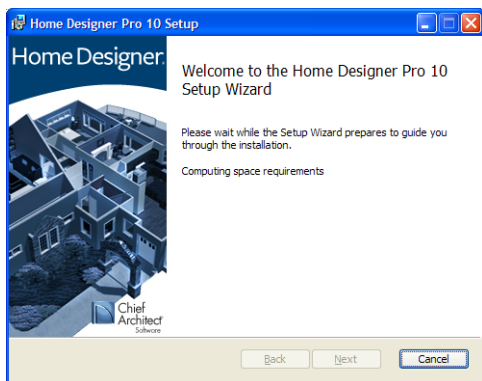 Home Designer Pro 10 Setup
Home Designer.
Welcome to the Home Designer Pro 10
Setup Wizard
Please wait while the Setup Wizard prepares to guide you
through the installation.
Computing space requirements
Chief
Architect
Software
Back
Next
Cancel